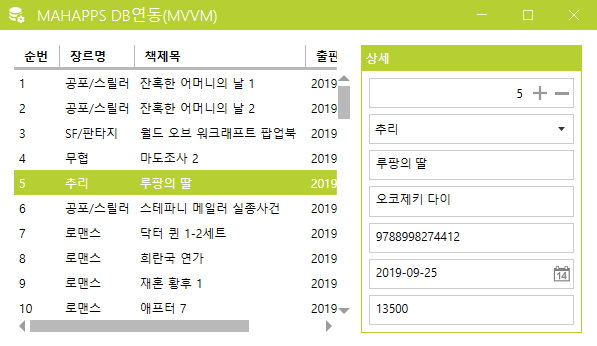 MAHAPPS DB연동(MVVM)
순번 장르명 책제목 출판
1 공포/스릴러 잔혹한 어머니의 날 1 2019
2 공포/스릴러 잔혹한 어머니의 날 2 2019
3 SF/판타지 월드 오브 워크래프트 팝업북 2019
4 무협 마도조사 2 2019
5 추리 루팡의 딸 2019
6 공포/스릴러 스테파니 메일러 실종사건 2019
7 로맨스 닥터 퀸 1-2세트 2019
8 로맨스 희란국 연가 2019
9 로맨스 재혼 황후 1 2019
10 로맨스 애프터 7 2019
상세
5
추리
루팡의 딸
오코제키 다이
9788998274412
2019-09-25
14
13500